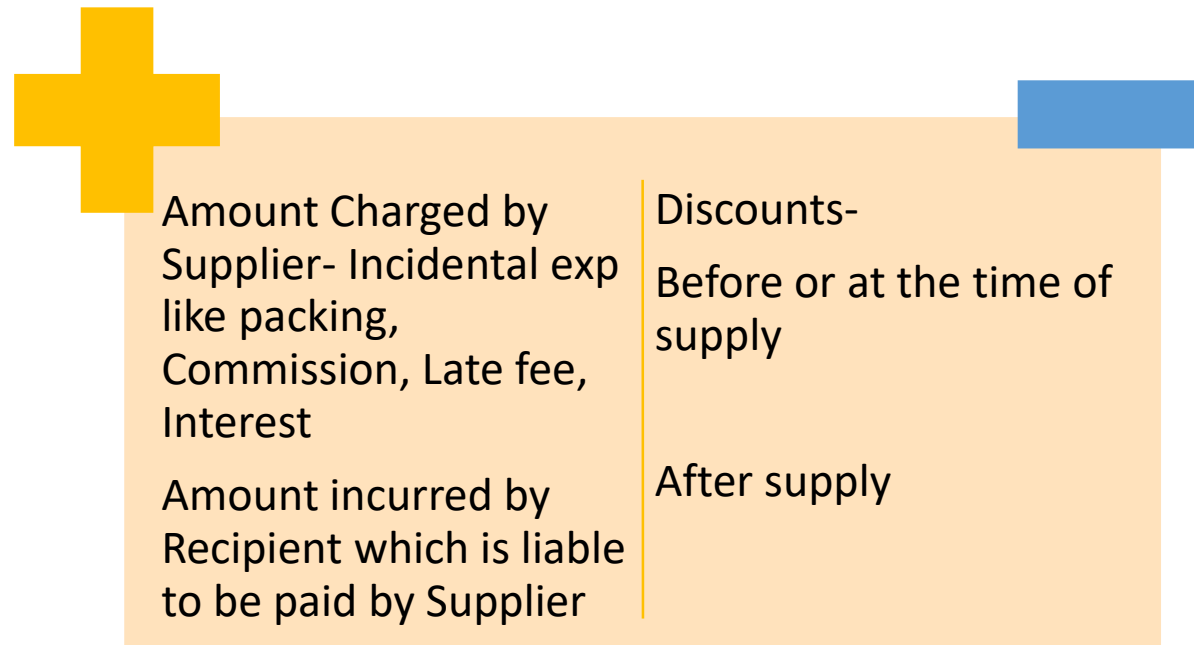 Amount Charged by
Supplier- Incidental exp
like packing,
Commission, Late fee,
Interest
Amount incurred by
Recipient which is liable
to be paid by Supplier
Discounts-
Before or at the time of
supply
After supply